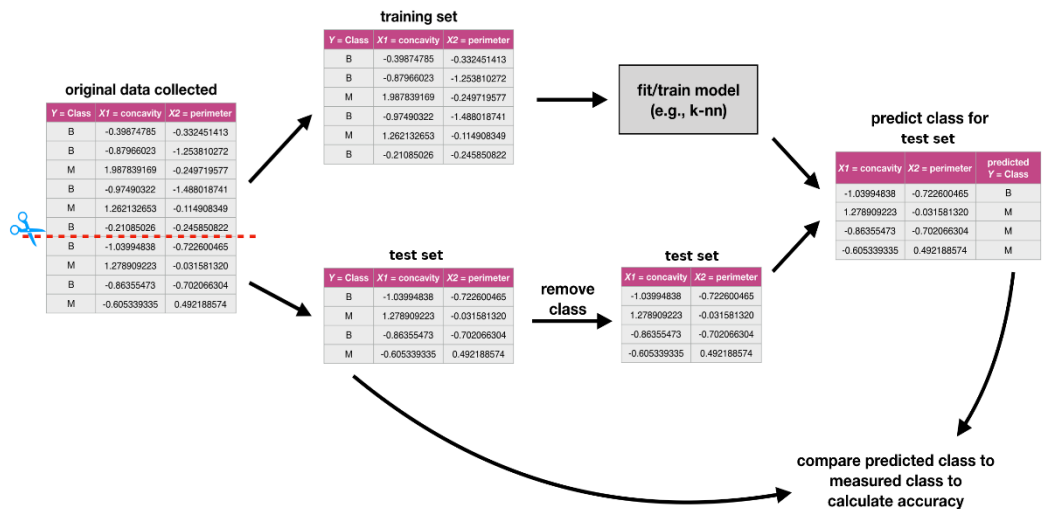 training set
Y = Class X1 = concavity X2 = perimeter
B -0.39874785 -0.332451413
B -0.87966023 -1.253810272
M 1.987839169 -0.249719577
B -0.97490322 -1.488018741
M 1.262132653 -0.114908349
B -0.21085026 -0.245850822
original data collected
Y = Class X1 = concavity X2 = perimeter
B -0.39874785 -0.332451413
B -0.87966023 -1.253810272
M 1.987839169 -0.249719577
B -0.97490322 -1.488018741
M 1.262132653 -0.114908349
B -0.21085026 -0.245850822
B -1.03994838 -0.722600465
M 1.278909223 -0.031581320
B -0.86355473 -0.702066304
M -0.605339335 0.492188574
fit/train model
(e.g., k-nn)
predict class for
test set
X1 = concavity X2 = perimeter predicted
Y = Class
-1.03994838 -0.722600465 B
1.278909223 -0.031581320 M
-0.86355473 -0.702066304 M
-0.605339335 0.492188574 M
test set
Y = Class X1 = concavity X2 = perimeter
B -1.03994838 -0.722600465
M 1.278909223 -0.031581320
B -0.86355473 -0.702066304
M -0.605339335 0.492188574
remove
class
test set
X1 = concavity X2 = perimeter
-1.03994838 -0.722600465
1.278909223 -0.031581320
-0.86355473 -0.702066304
-0.605339335 0.492188574
compare predicted class to
measured class to
calculate accuracy